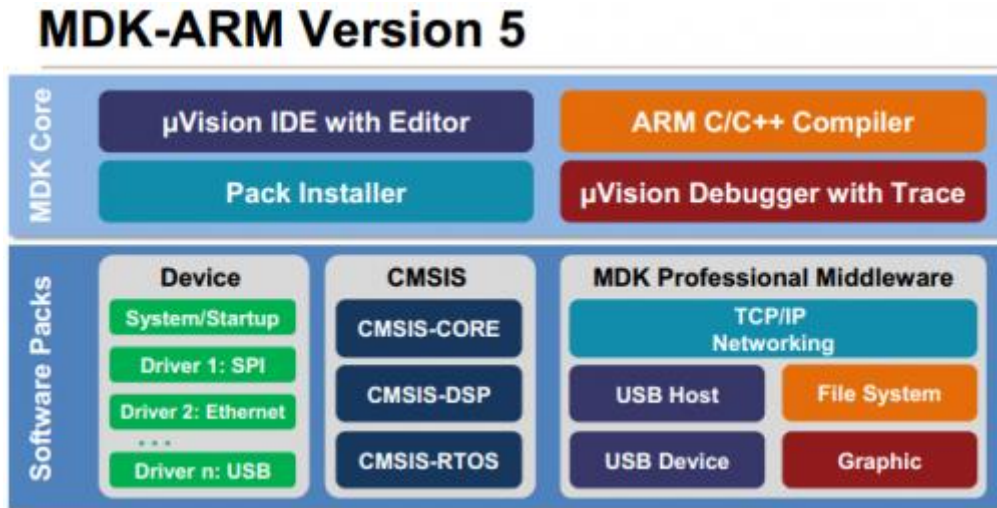 MDK-ARM Version 5
MDK Core
µVision IDE with Editor
ARM C/C++ Compiler
Pack Installer
µVision Debugger with Trace
Software Packs
Device
System/Startup
Driver 1: SPI
Driver 2: Ethernet
...
Driver n: USB
CMSIS
CMSIS-CORE
CMSIS-DSP
CMSIS-RTOS
MDK Professional Middleware
TCP/IP
Networking
USB Host
File System
USB Device
Graphic